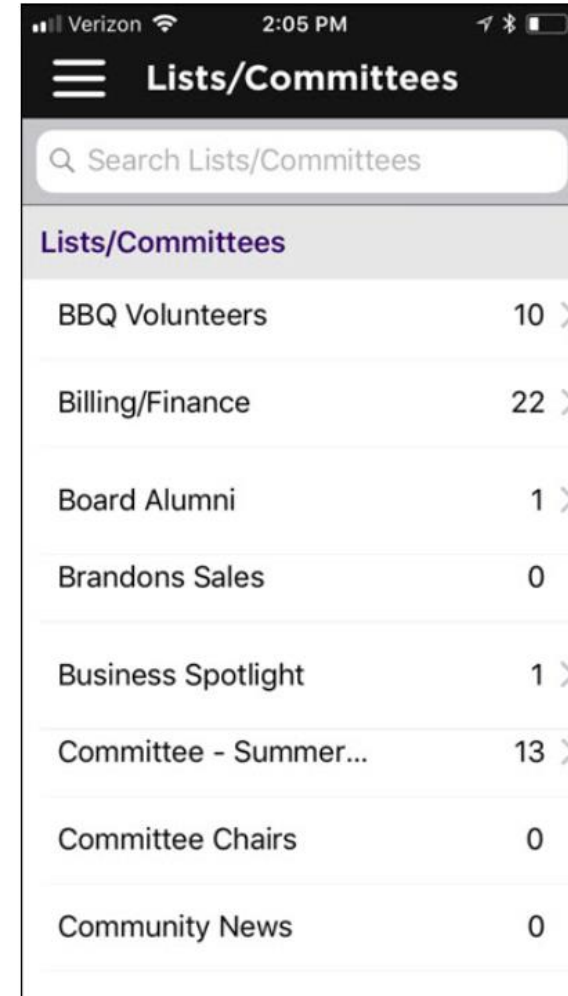 Verizon 2:05 PM
Lists/Committees
Search Lists/Committees
Lists/Committees
BBQ Volunteers 10
Billing/Finance 22
Board Alumni 1
Brandons Sales 0
Business Spotlight 1
Committee - Summer... 13
Committee Chairs 0
Community News 0